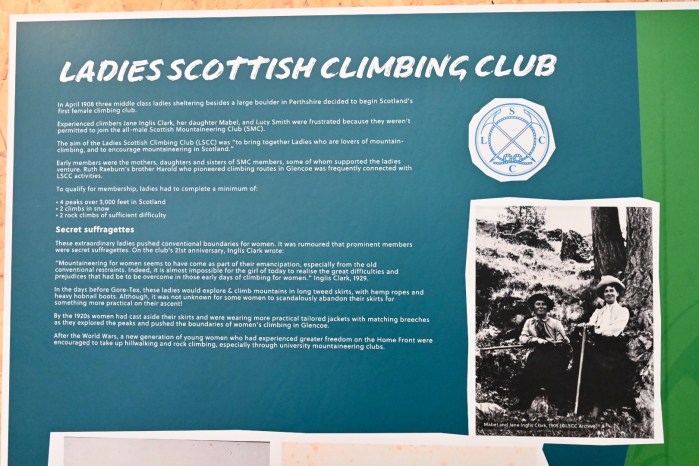 LADIES SCOTTISH CLIMBING CLUB
In April 1908 three middle class ladies sheltering besides a large boulder in Perthshire decided to begin Scotland's
first female climbing club.
Experienced climbers Jane Inglis Clark, her daughter Mabel, and Lucy Smith were frustrated because they weren't
permitted to join the all-male Scottish Mountaineering Club (SMC).
The aim of the Ladies Scottish Climbing Club (LSCC) was "to bring together Ladies who are lovers of mountain-
climbing, and to encourage mountaineering in Scotland."
Early members were the mothers, daughters and sisters of SMC members, some of whom supported the ladies
venture. Ruth Raeburn's brother Harold who pioneered climbing routes in Glencoe was frequently connected with
LSCC activities.
To qualify for membership, ladies had to complete a minimum of:
• 4 peaks over 3,000 feet in Scotland
• 2 climbs in snow
• 2 rock climbs of sufficient difficulty
Secret suffragettes
These extraordinary ladies pushed conventional boundaries for women. It was rumoured that prominent members
were secret suffragettes. On the club's 21st anniversary, Inglis Clark wrote:
"Mountaineering for women seems to have come as part of their emancipation, especially from the old
conventional restraints. Indeed, it is almost impossible for the girl of today to realise the great difficulties and
prejudices that had be to be overcome in those early days of climbing for women." Inglis Clark, 1929.
In the days before Gore-Tex, these ladies would explore & climb mountains in long tweed skirts, with hemp ropes and
heavy hobnail boots. Although, it was not unknown for some women to scandalously abandon their skirts for
something more practical on their ascent!
By the 1920s women had cast aside their skirts and were wearing more practical tailored jackets with matching breeches
as they explored the peaks and pushed the boundaries of women's climbing in Glencoe.
After the World Wars, a new generation of young women who had experienced greater freedom on the Home Front were
encouraged to take up hillwalking and rock climbing, especially through university mountaineering clubs.
S
L C
C
Mabel and Jane Inglis Clark, 1909 (©LSCC Archive)